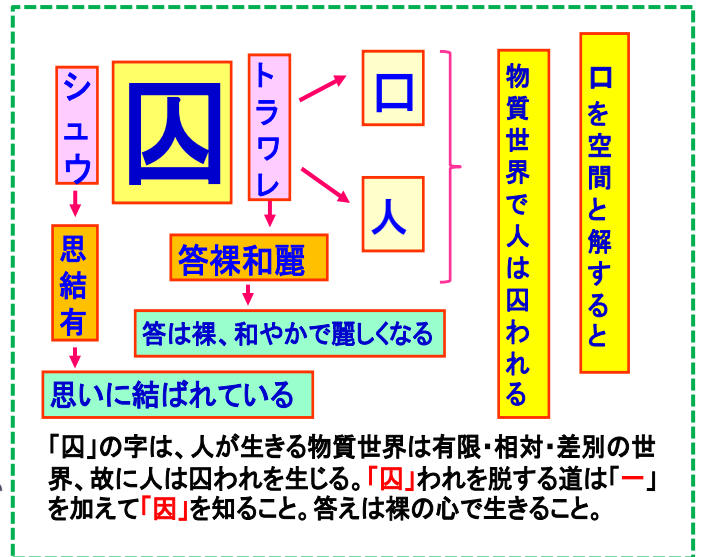 シュウ
囚
トラワレ
口
人
物質世界で人は囚われる
口を空間と解すると
思結有
答裸和麗
答は裸、和やかで麗しくなる
思いに結ばれている
「囚」の字は、人が生きる物質世界は有限・相対・差別の世
界、故に人は囚われを生じる。「囚」われを脱する道は「一」
を加えて「因」を知ること。答えは裸の心で生きること。